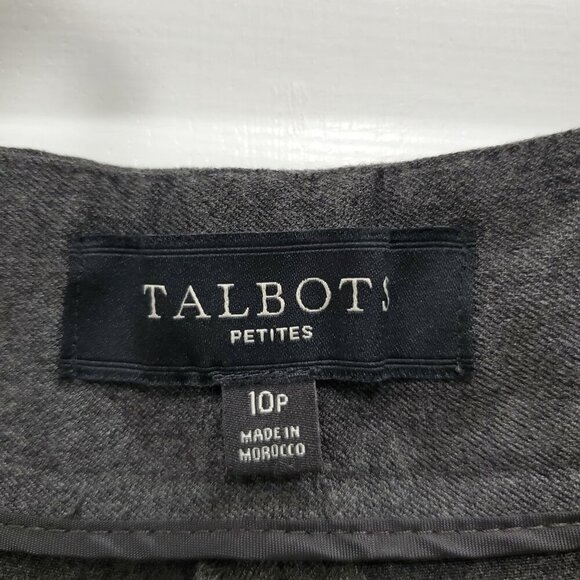 TALBOTS
PETITES
10P
MADE IN
MOROCCO